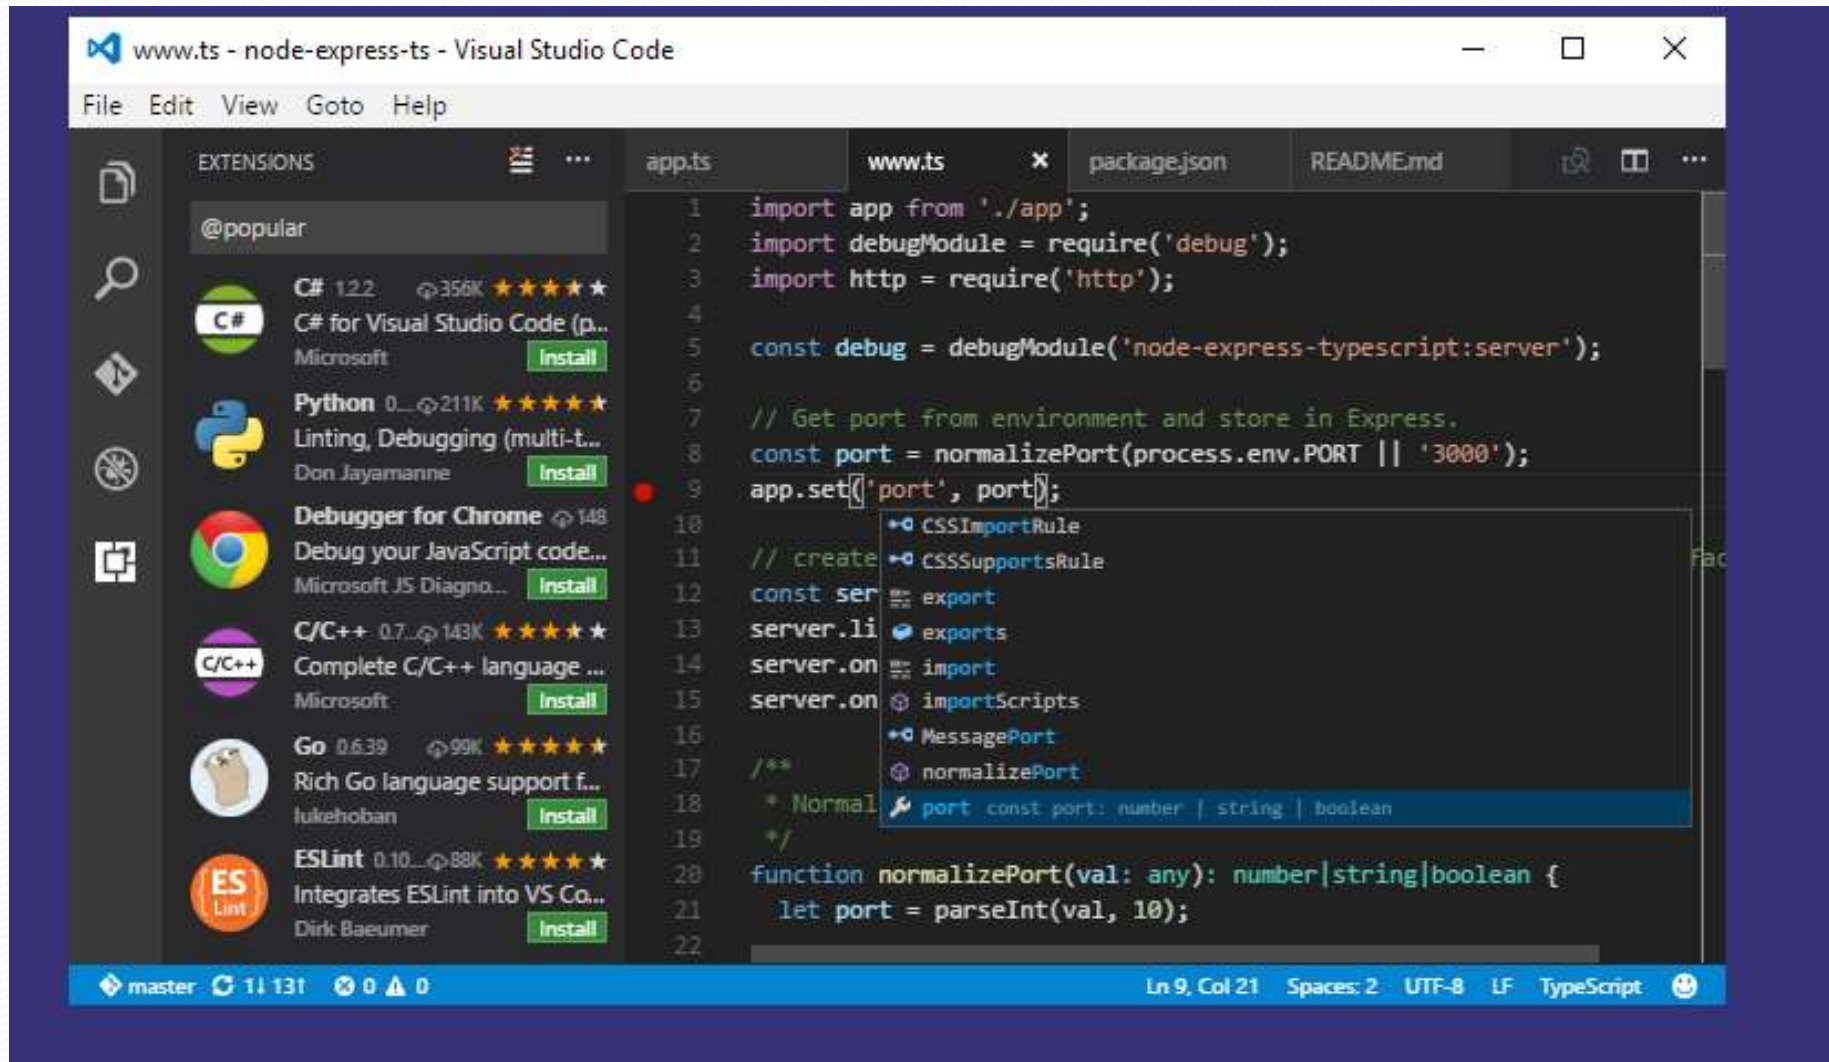 www.ts - node-express-ts - Visual Studio Code
File Edit View Goto Help
EXTENSIONS
@popular
C# 1.2.2 356K
C#
C# for Visual Studio Code (p...
Microsoft Install
Python 0.... 211K
Linting, Debugging (multi-t...
Don Jayamanne Install
Debugger for Chrome 148
Debug your JavaScript code...
Microsoft JS Diagno... Install
C/C++ 0.7... 143K
C/C++
Complete C/C++ language ...
Microsoft Install
Go 0.6.39 99K
Rich Go language support f...
lukehoban Install
ESLint 0.10.... 88K
ES
Lint
Integrates ESLint into VS Co...
Dirk Baeumer Install
app.ts www.ts package.json README.md
1 import app from './app';
2 import debugModule = require('debug');
3 import http = require('http');
4
5 const debug = debugModule('node-express-typescript:server');
6
7 // Get port from environment and store in Express.
8 const port = normalizePort(process.env.PORT || '3000');
9 app.set('port', port);
10
11 // create fac
12 const ser
13 server.li
14 server.on
15 server.on
16
17 /**
18 * Normal
19 */
20 function normalizePort(val: any): number|string|boolean {
21 let port = parseInt(val, 10);
22
CSSImportRule
CSSSupportsRule
export
exports
import
importScripts
MessagePort
normalizePort
port const port: number | string | boolean
master 1↓ 13↑ 0 0 Ln 9, Col 21 Spaces: 2 UTF-8 LF TypeScript